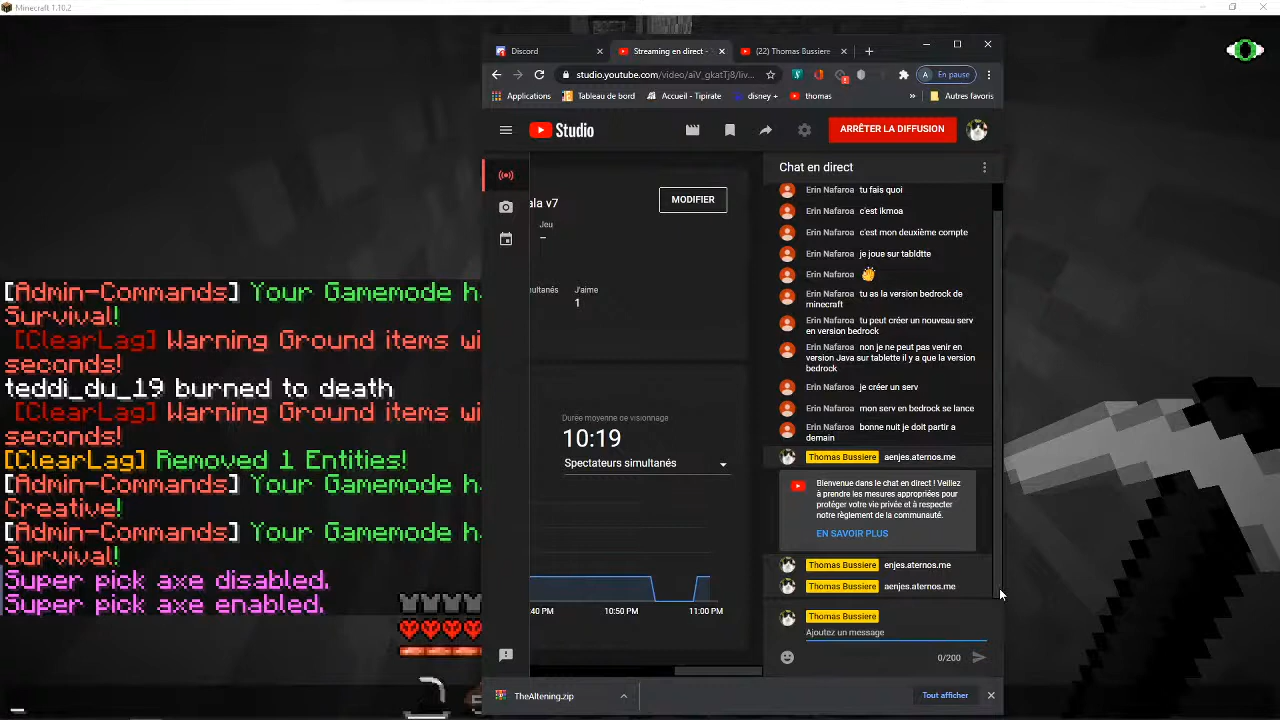 Minecraft 1.10.2
Discord
Streaming en direct -
(22) Thomas Bussiere
studio.youtube.com/video/aiV_gkatTj8/liv...
En pause
Applications
Tableau de bord
Accueil - Tipirate
disney +
thomas
»
Autres favoris
Studio
ARRÊTER LA DIFFUSION
ala v7
MODIFIER
Jeu
–
ultanés
J'aime
1
Durée moyenne de visionnage
10:19
Spectateurs simultanés
:40 PM
10:50 PM
11:00 PM
Chat en direct
Erin Nafaroa tu fais quoi
Erin Nafaroa c'est ikmoa
Erin Nafaroa c'est mon deuxième compte
Erin Nafaroa je joue sur tabldtte
Erin Nafaroa 👏
Erin Nafaroa tu as la version bedrock de
minecraft
Erin Nafaroa tu peut créer un nouveau serv
en version bedrock
Erin Nafaroa non je ne peut pas venir en
version Java sur tablette il y a que la version
bedrock
Erin Nafaroa je créer un serv
Erin Nafaroa mon serv en bedrock se lance
Erin Nafaroa bonne nuit je doit partir a
demain
Thomas Bussiere aenjes.aternos.me
Bienvenue dans le chat en direct ! Veillez
à prendre les mesures appropriées pour
protéger votre vie privée et à respecter
notre règlement de la communauté.
EN SAVOIR PLUS
Thomas Bussiere enjes.aternos.me
Thomas Bussiere aenjes.aternos.me
Thomas Bussiere
Ajoutez un message
0/200
TheAltening.zip
Tout afficher
[Admin-Commands] Your Gamemode h
Survival!
[ClearLag] Warning Ground items wi
seconds!
teddi_du_19 burned to death
[ClearLag] Warning Ground items wi
seconds!
[ClearLag] Removed 1 Entities!
[Admin-Commands] Your Gamemode h
Creative!
[Admin-Commands] Your Gamemode h
Survival!
Super pick axe disabled.
Super pick axe enabled.